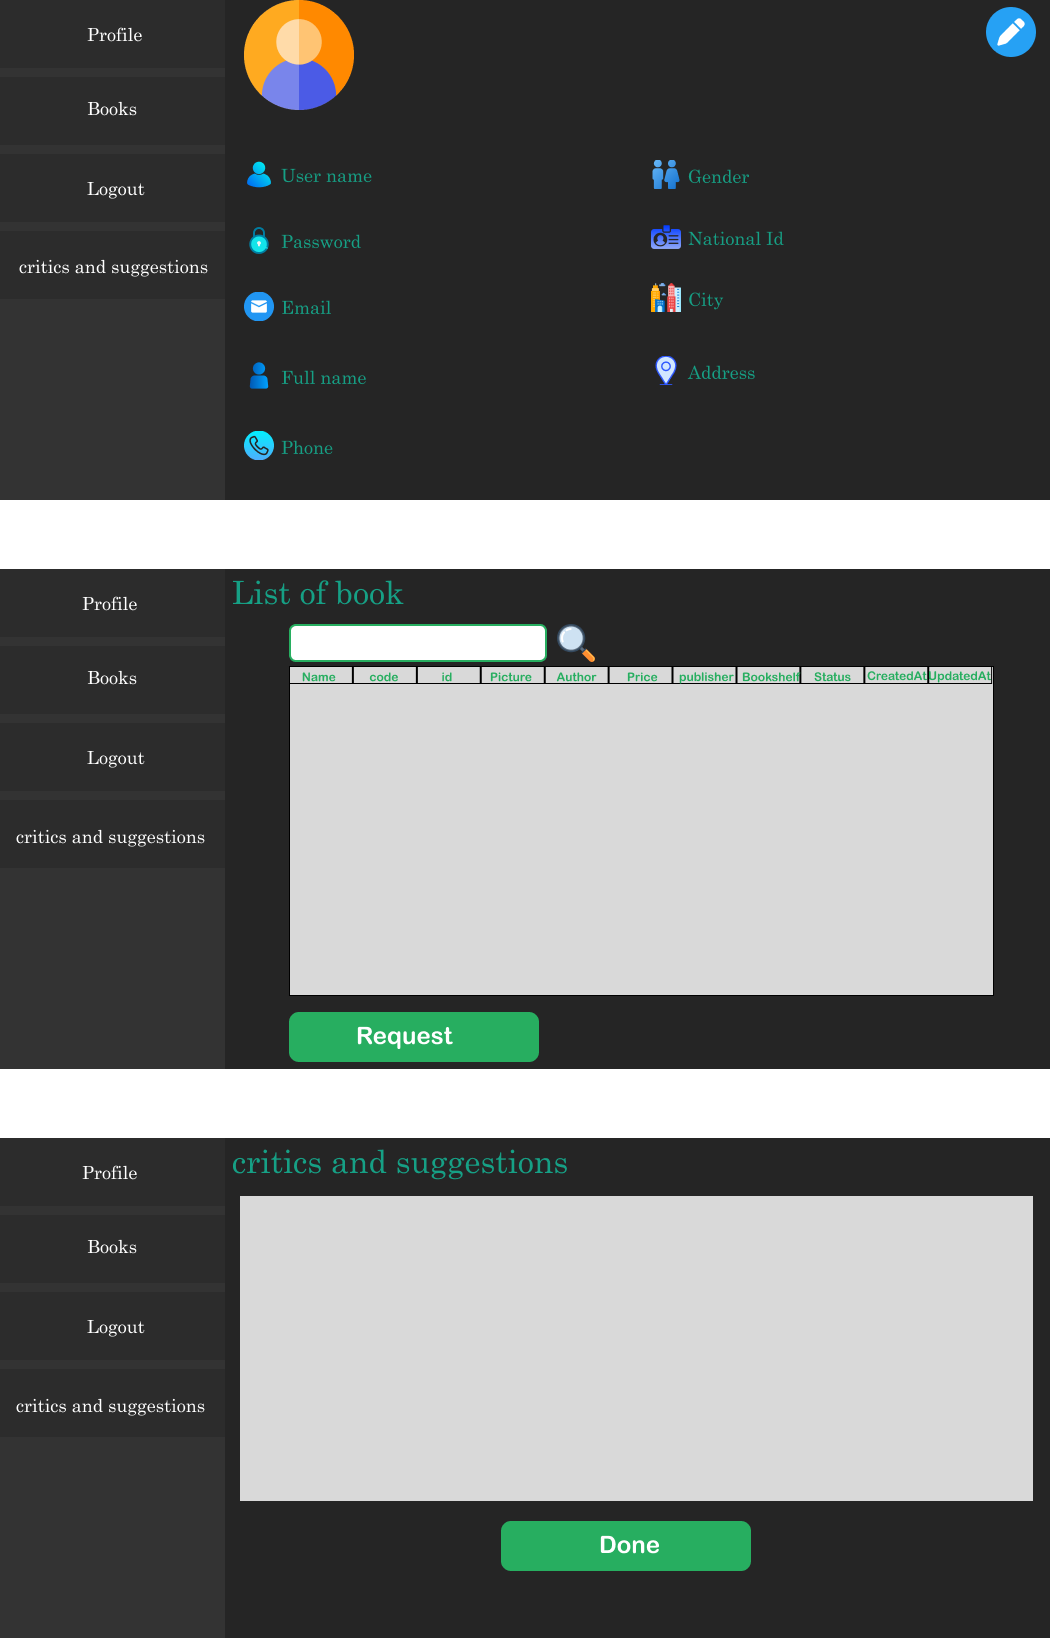 Profile
Books
Logout
critics and suggestions
User name
Password
Email
Full name
Phone
Gender
National Id
City
Address
Profile
Books
Logout
critics and suggestions
List of book
Name code id Picture Author Price publisher Bookshelf Status CreatedAt UpdatedAt
Request
Profile
Books
Logout
critics and suggestions
critics and suggestions
Done